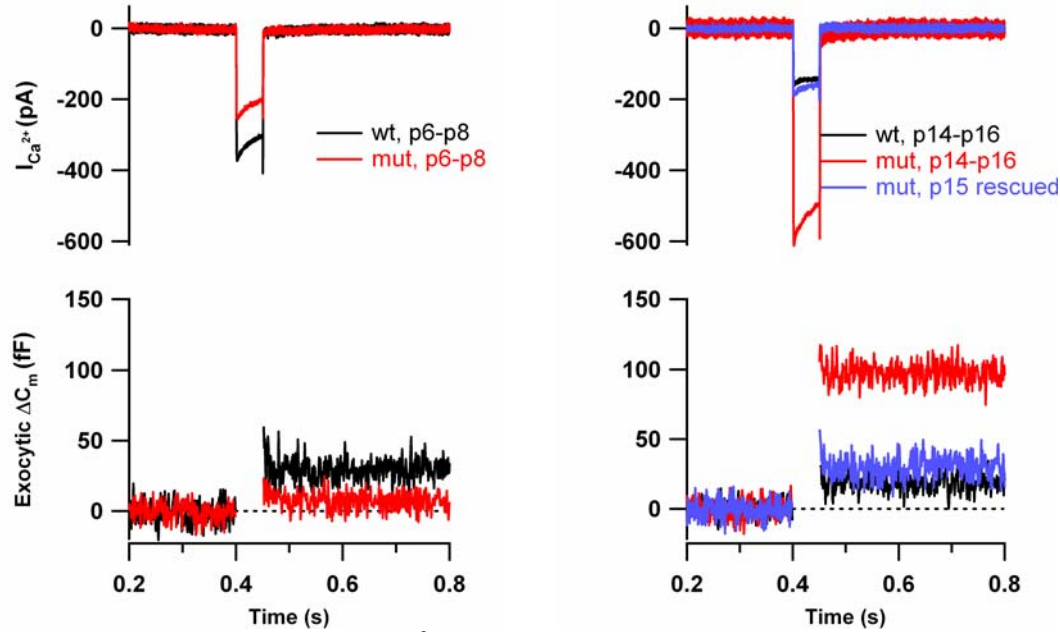 0
-200
-400
-600
I Ca²⁺ (pA)
wt, p6-p8
mut, p6-p8
0
-200
-400
-600
wt, p14-p16
mut, p14-p16
mut, p15 rescued
150
100
50
0
Exocytic ΔCm (fF)
0.2 0.4 0.6 0.8
Time (s)
150
100
50
0
0.2 0.4 0.6 0.8
Time (s)